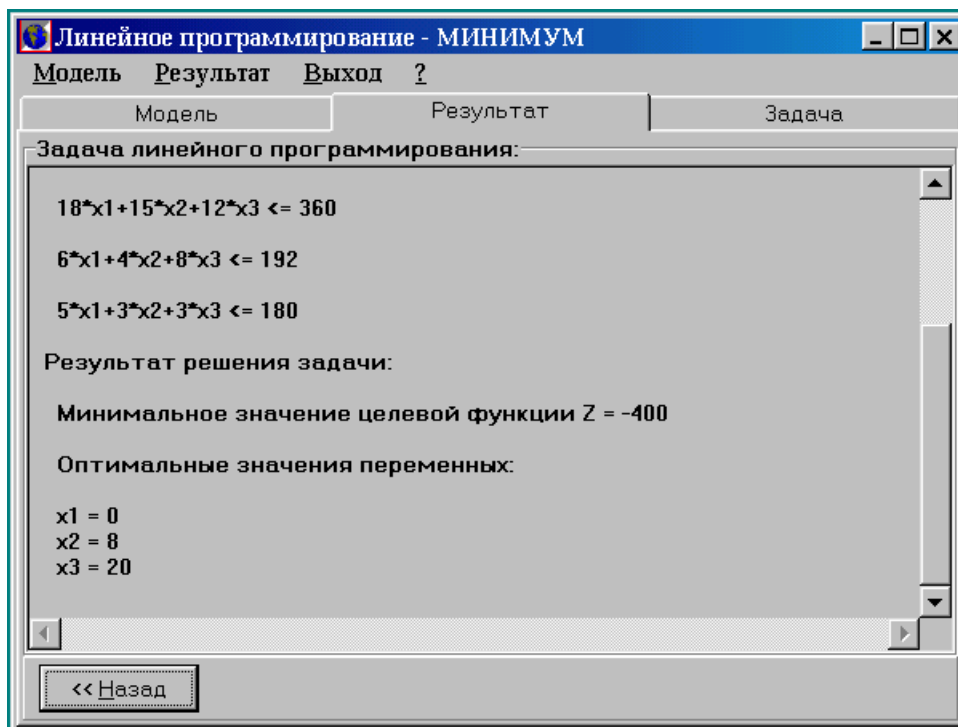 Линейное программирование - МИНИМУМ
Модель Результат Выход ?
Модель Результат Задача
Задача линейного программирования:
18*x1+15*x2+12*x3 <= 360
6*x1+4*x2+8*x3 <= 192
5*x1+3*x2+3*x3 <= 180
Результат решения задачи:
Минимальное значение целевой функции Z = -400
Оптимальные значения переменных:
x1 = 0
x2 = 8
x3 = 20
<< Назад